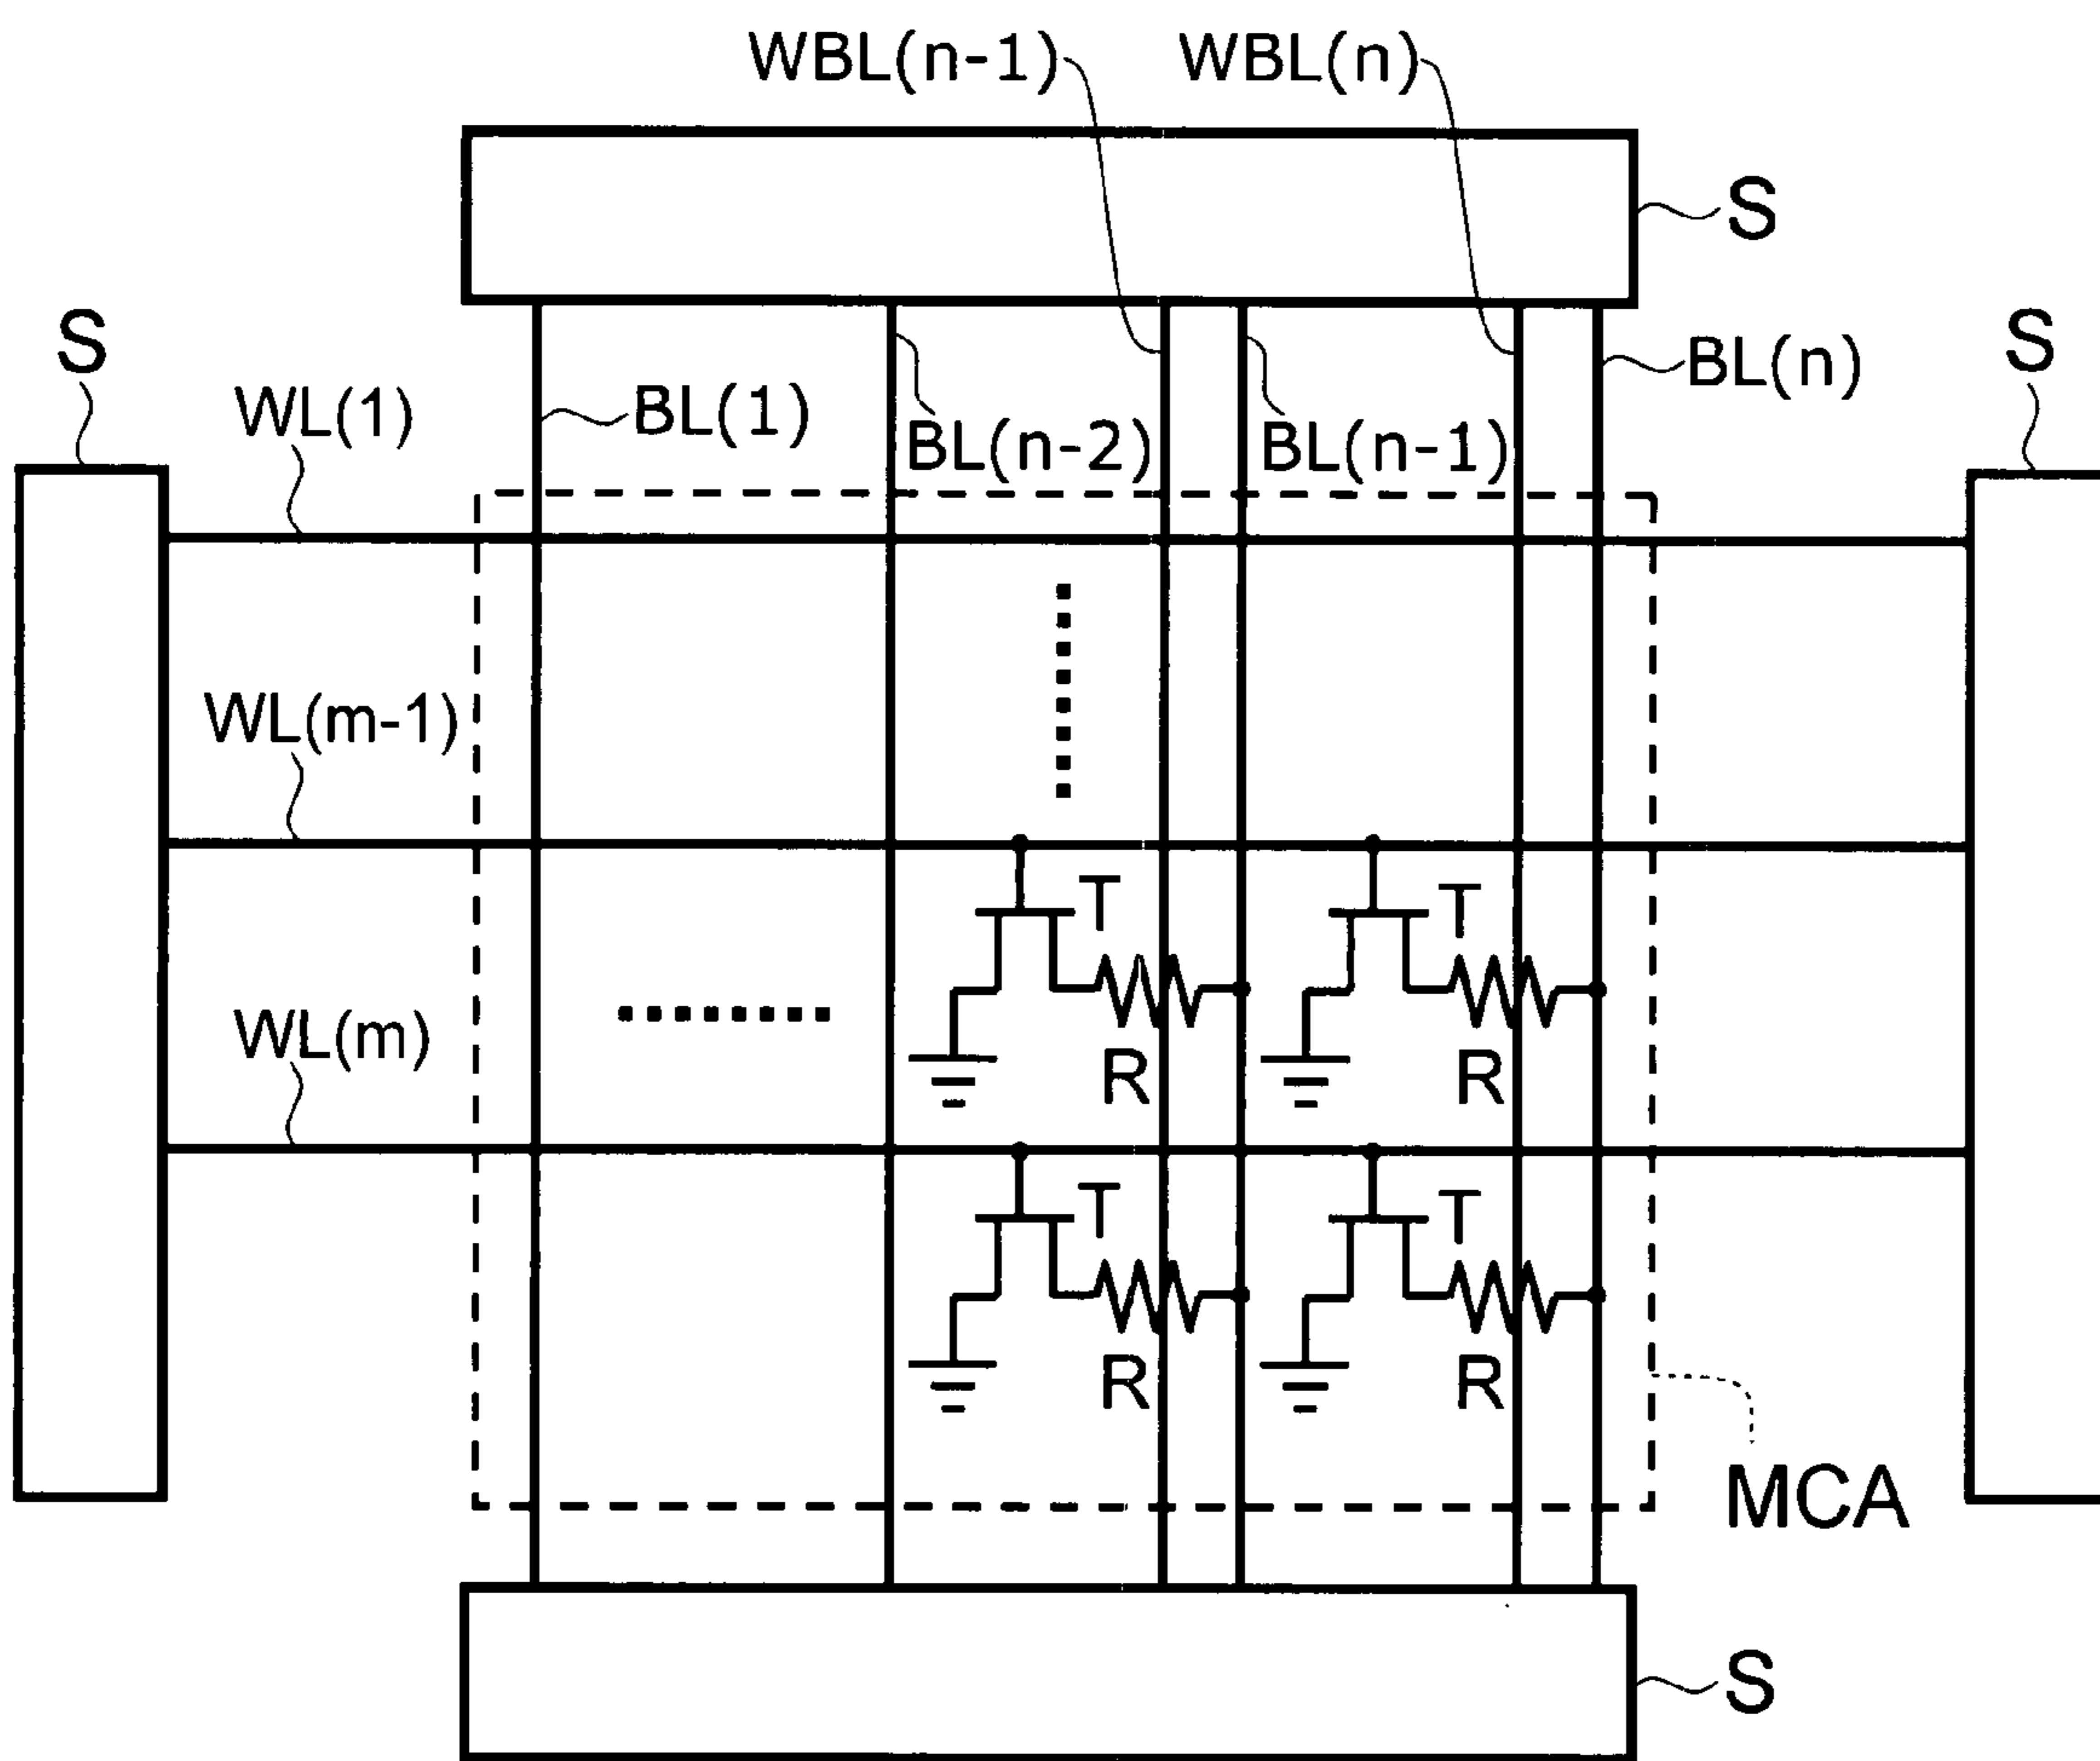 WBL(n-1) WBL(n)
S
S
S
WL(1)
BL(1)
BL(n-2)
BL(n-1)
BL(n)
WL(m-1)
T
T
R
R
WL(m)
T
T
R
R
MCA
S